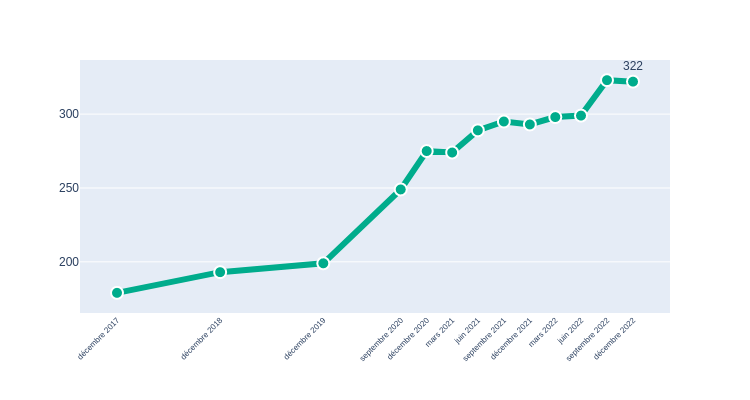 322
300
250
200
décembre 2017
décembre 2018
décembre 2019
septembre 2020
décembre 2020
mars 2021
juin 2021
septembre 2021
décembre 2021
mars 2022
juin 2022
septembre 2022
décembre 2022